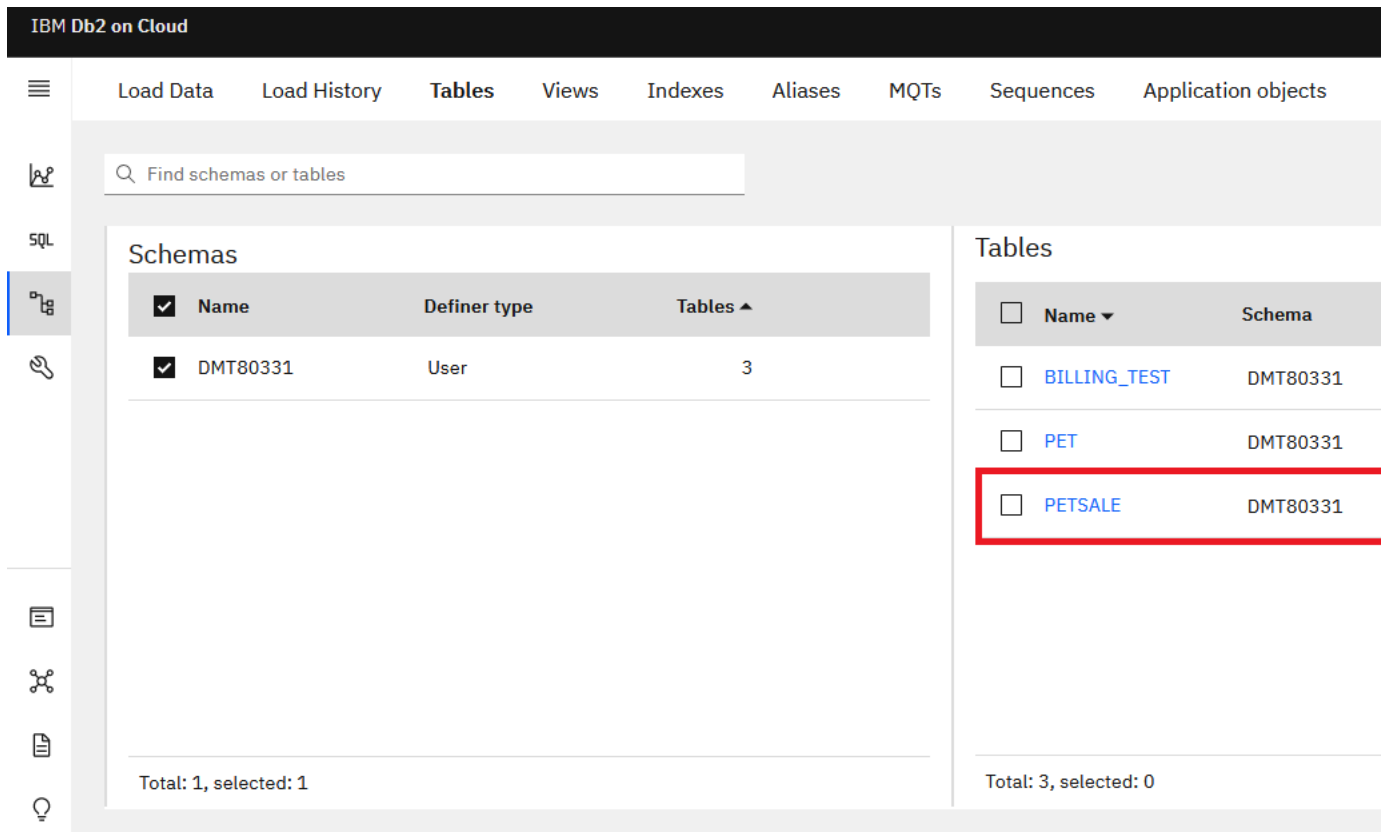 IBM Db2 on Cloud
Load Data Load History Tables Views Indexes Aliases MQTs Sequences Application objects
Find schemas or tables
SQL
Schemas
Name Definer type Tables
DMT80331 User 3
Total: 1, selected: 1
Tables
Name Schema
BILLING_TEST DMT80331
PET DMT80331
PETSALE DMT80331
Total: 3, selected: 0